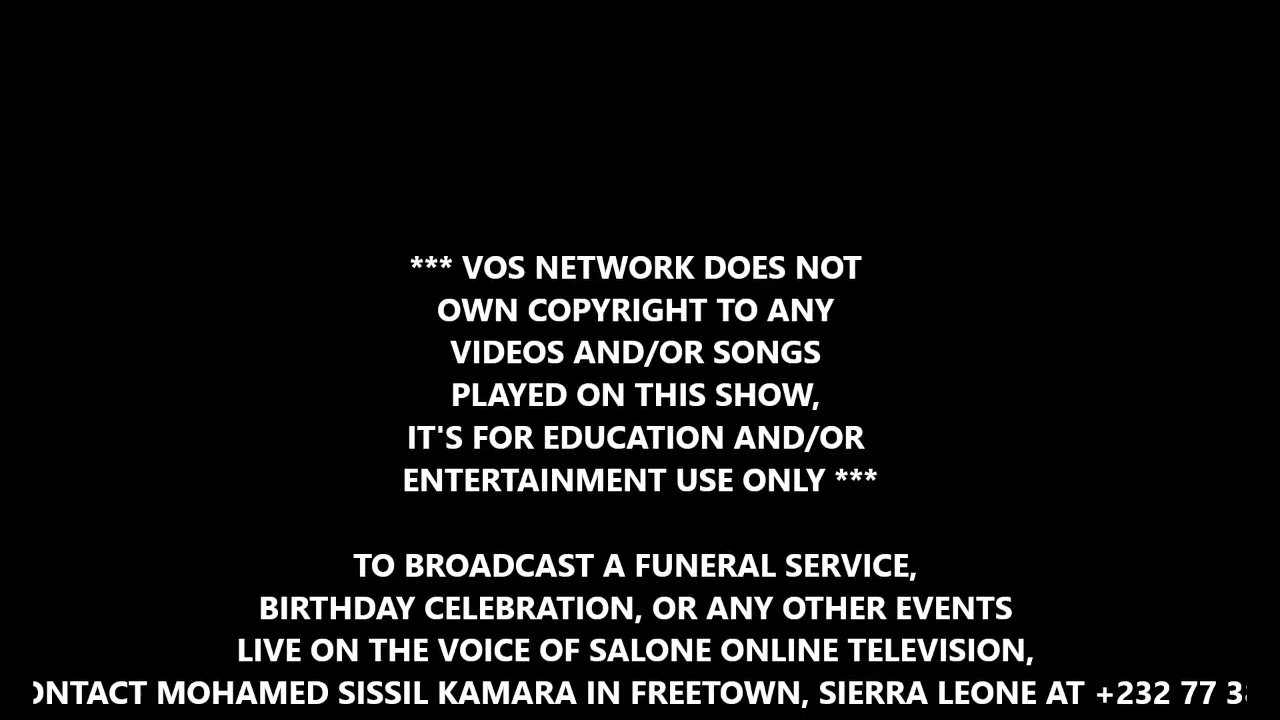 *** VOS NETWORK DOES NOT
OWN COPYRIGHT TO ANY
VIDEOS AND/OR SONGS
PLAYED ON THIS SHOW,
IT'S FOR EDUCATION AND/OR
ENTERTAINMENT USE ONLY ***
TO BROADCAST A FUNERAL SERVICE,
BIRTHDAY CELEBRATION, OR ANY OTHER EVENTS
LIVE ON THE VOICE OF SALONE ONLINE TELEVISION,
ONTACT MOHAMED SISSIL KAMARA IN FREETOWN, SIERRA LEONE AT +232 77 3